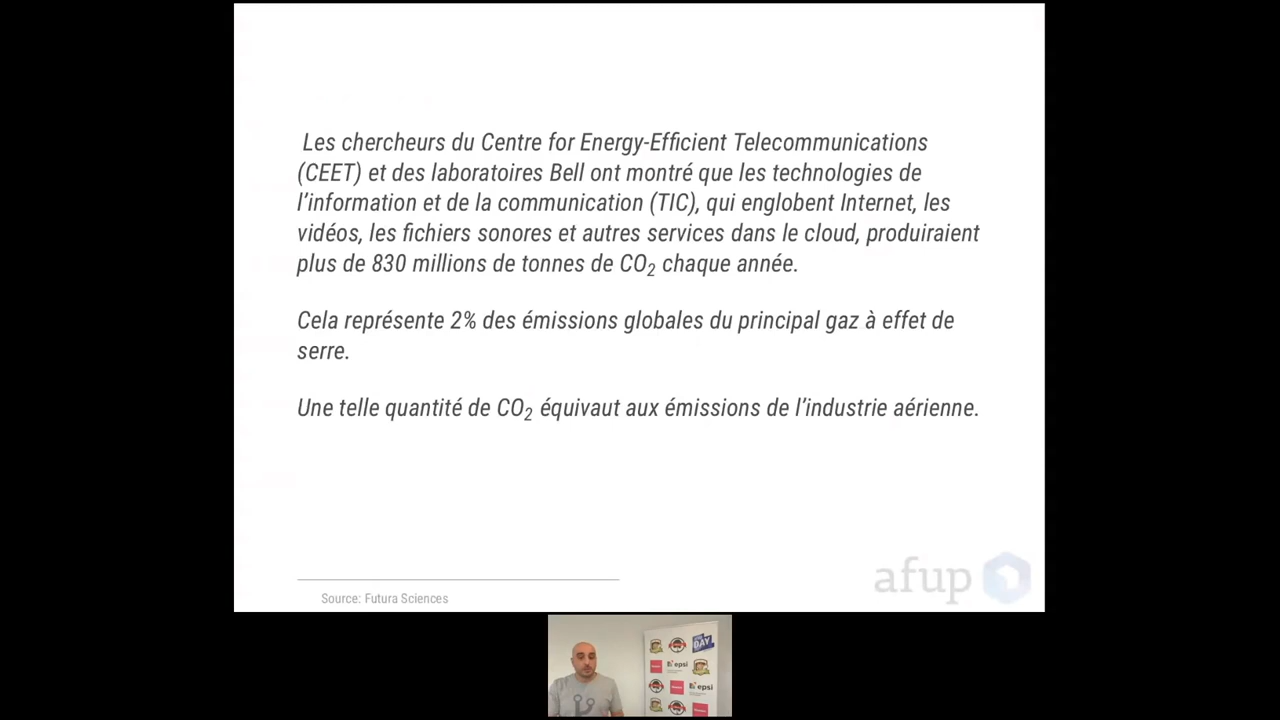 Les chercheurs du Centre for Energy-Efficient Telecommunications
(CEET) et des laboratoires Bell ont montré que les technologies de
l’information et de la communication (TIC), qui englobent Internet, les
vidéos, les fichiers sonores et autres services dans le cloud, produiraient
plus de 830 millions de tonnes de CO₂ chaque année.
Cela représente 2% des émissions globales du principal gaz à effet de
serre.
Une telle quantité de CO₂ équivaut aux émissions de l’industrie aérienne.
afup
Source: Futura Sciences
DAY
epsi
epsi